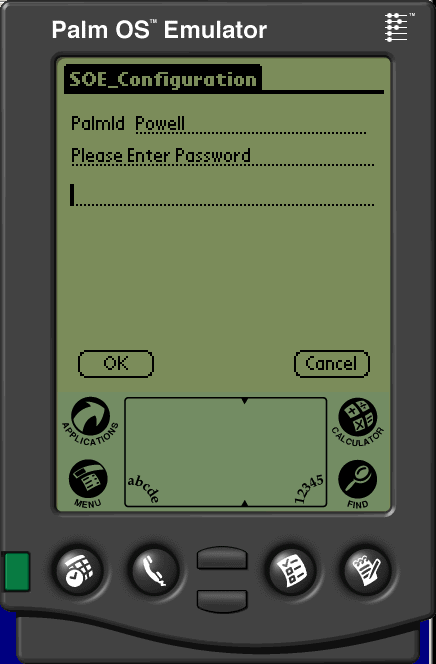 Palm OS™ Emulator
SOE_Configuration
PalmId Powell
Please Enter Password
OK Cancel
APPLICATIONS CALCULATOR
abcde 12345
MENU FIND